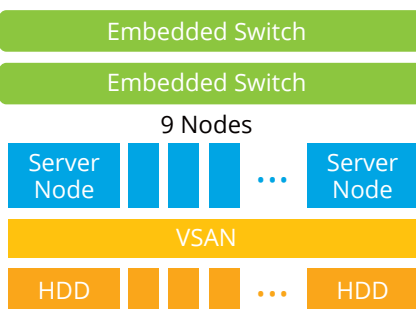 Embedded Switch
Embedded Switch
9 Nodes
Server
Node
...
Server
Node
VSAN
HDD
...
HDD